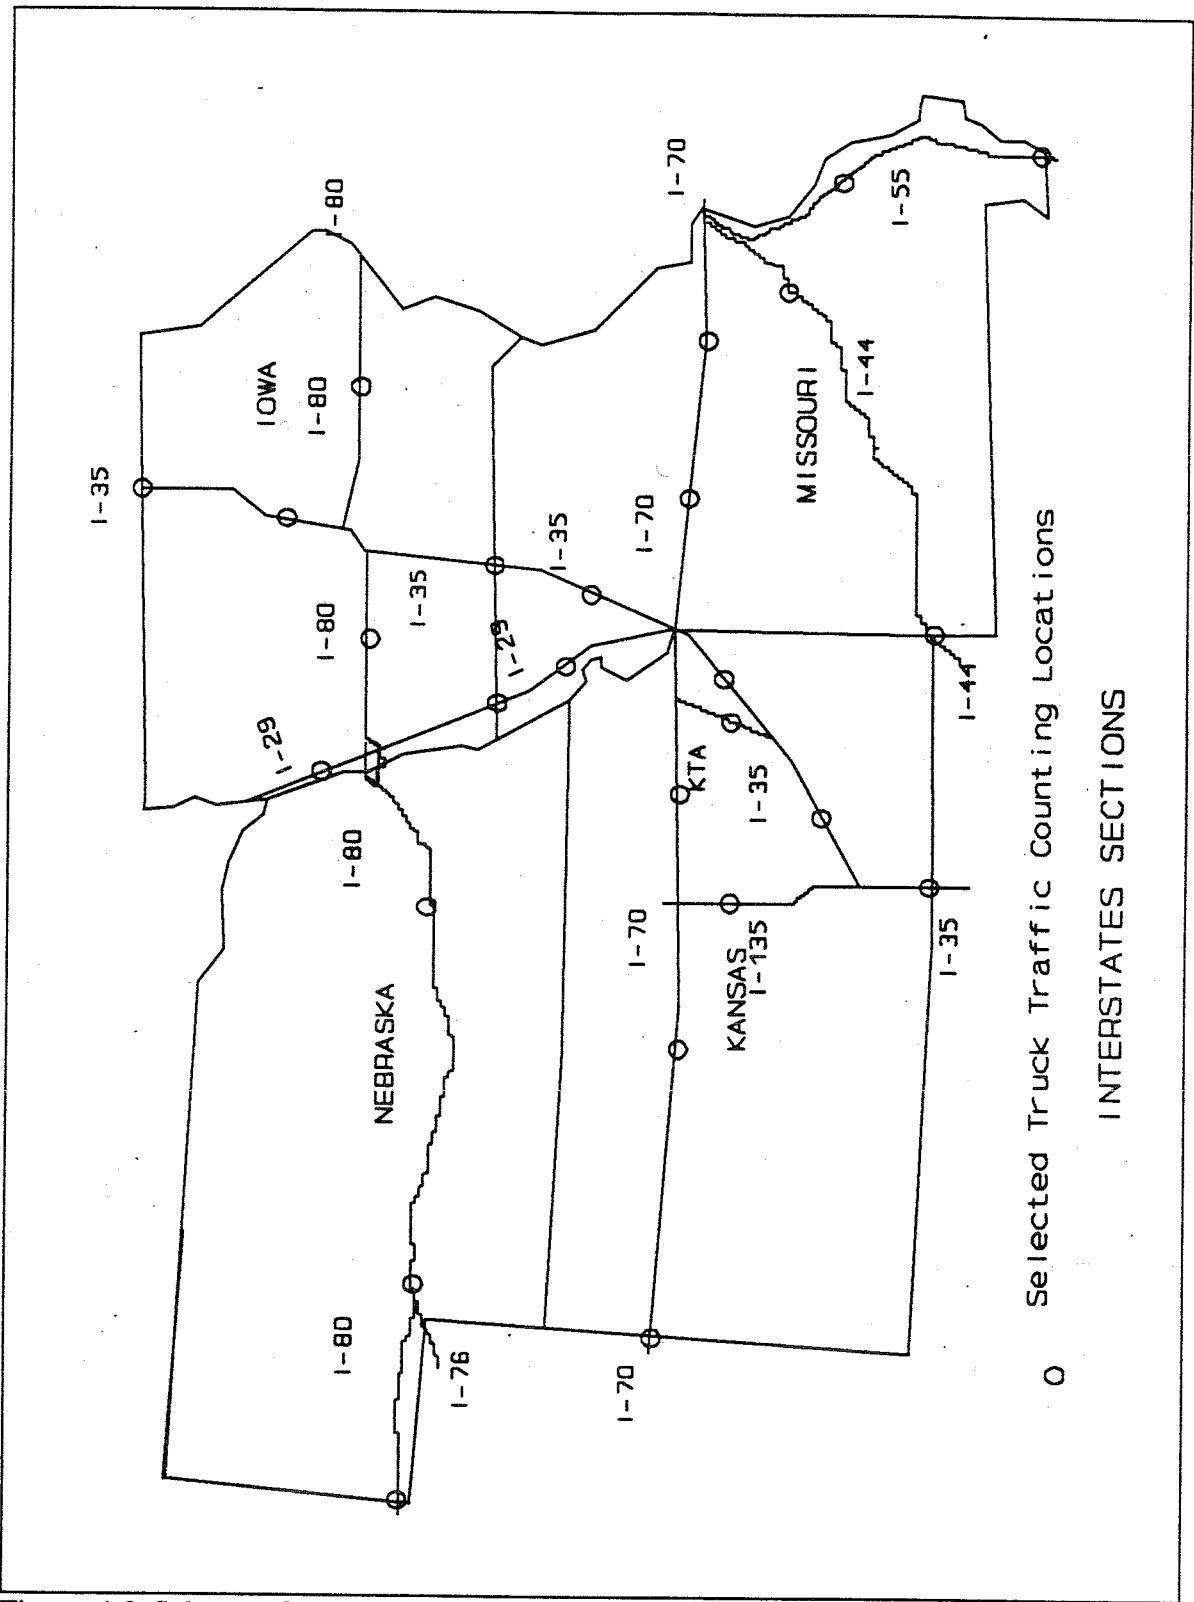 I-35
I-29
IOWA
I-80
I-80
I-80
I-80
I-80
NEBRASKA
I-35
I-76
I-29
I-35
I-70
I-70
I-70
I-70
KTA
KANSAS
I-135
I-35
MISSOURI
I-44
I-55
I-35
I-44
Selected Truck Traffic Counting Locations
INTERSTATES SECTIONS